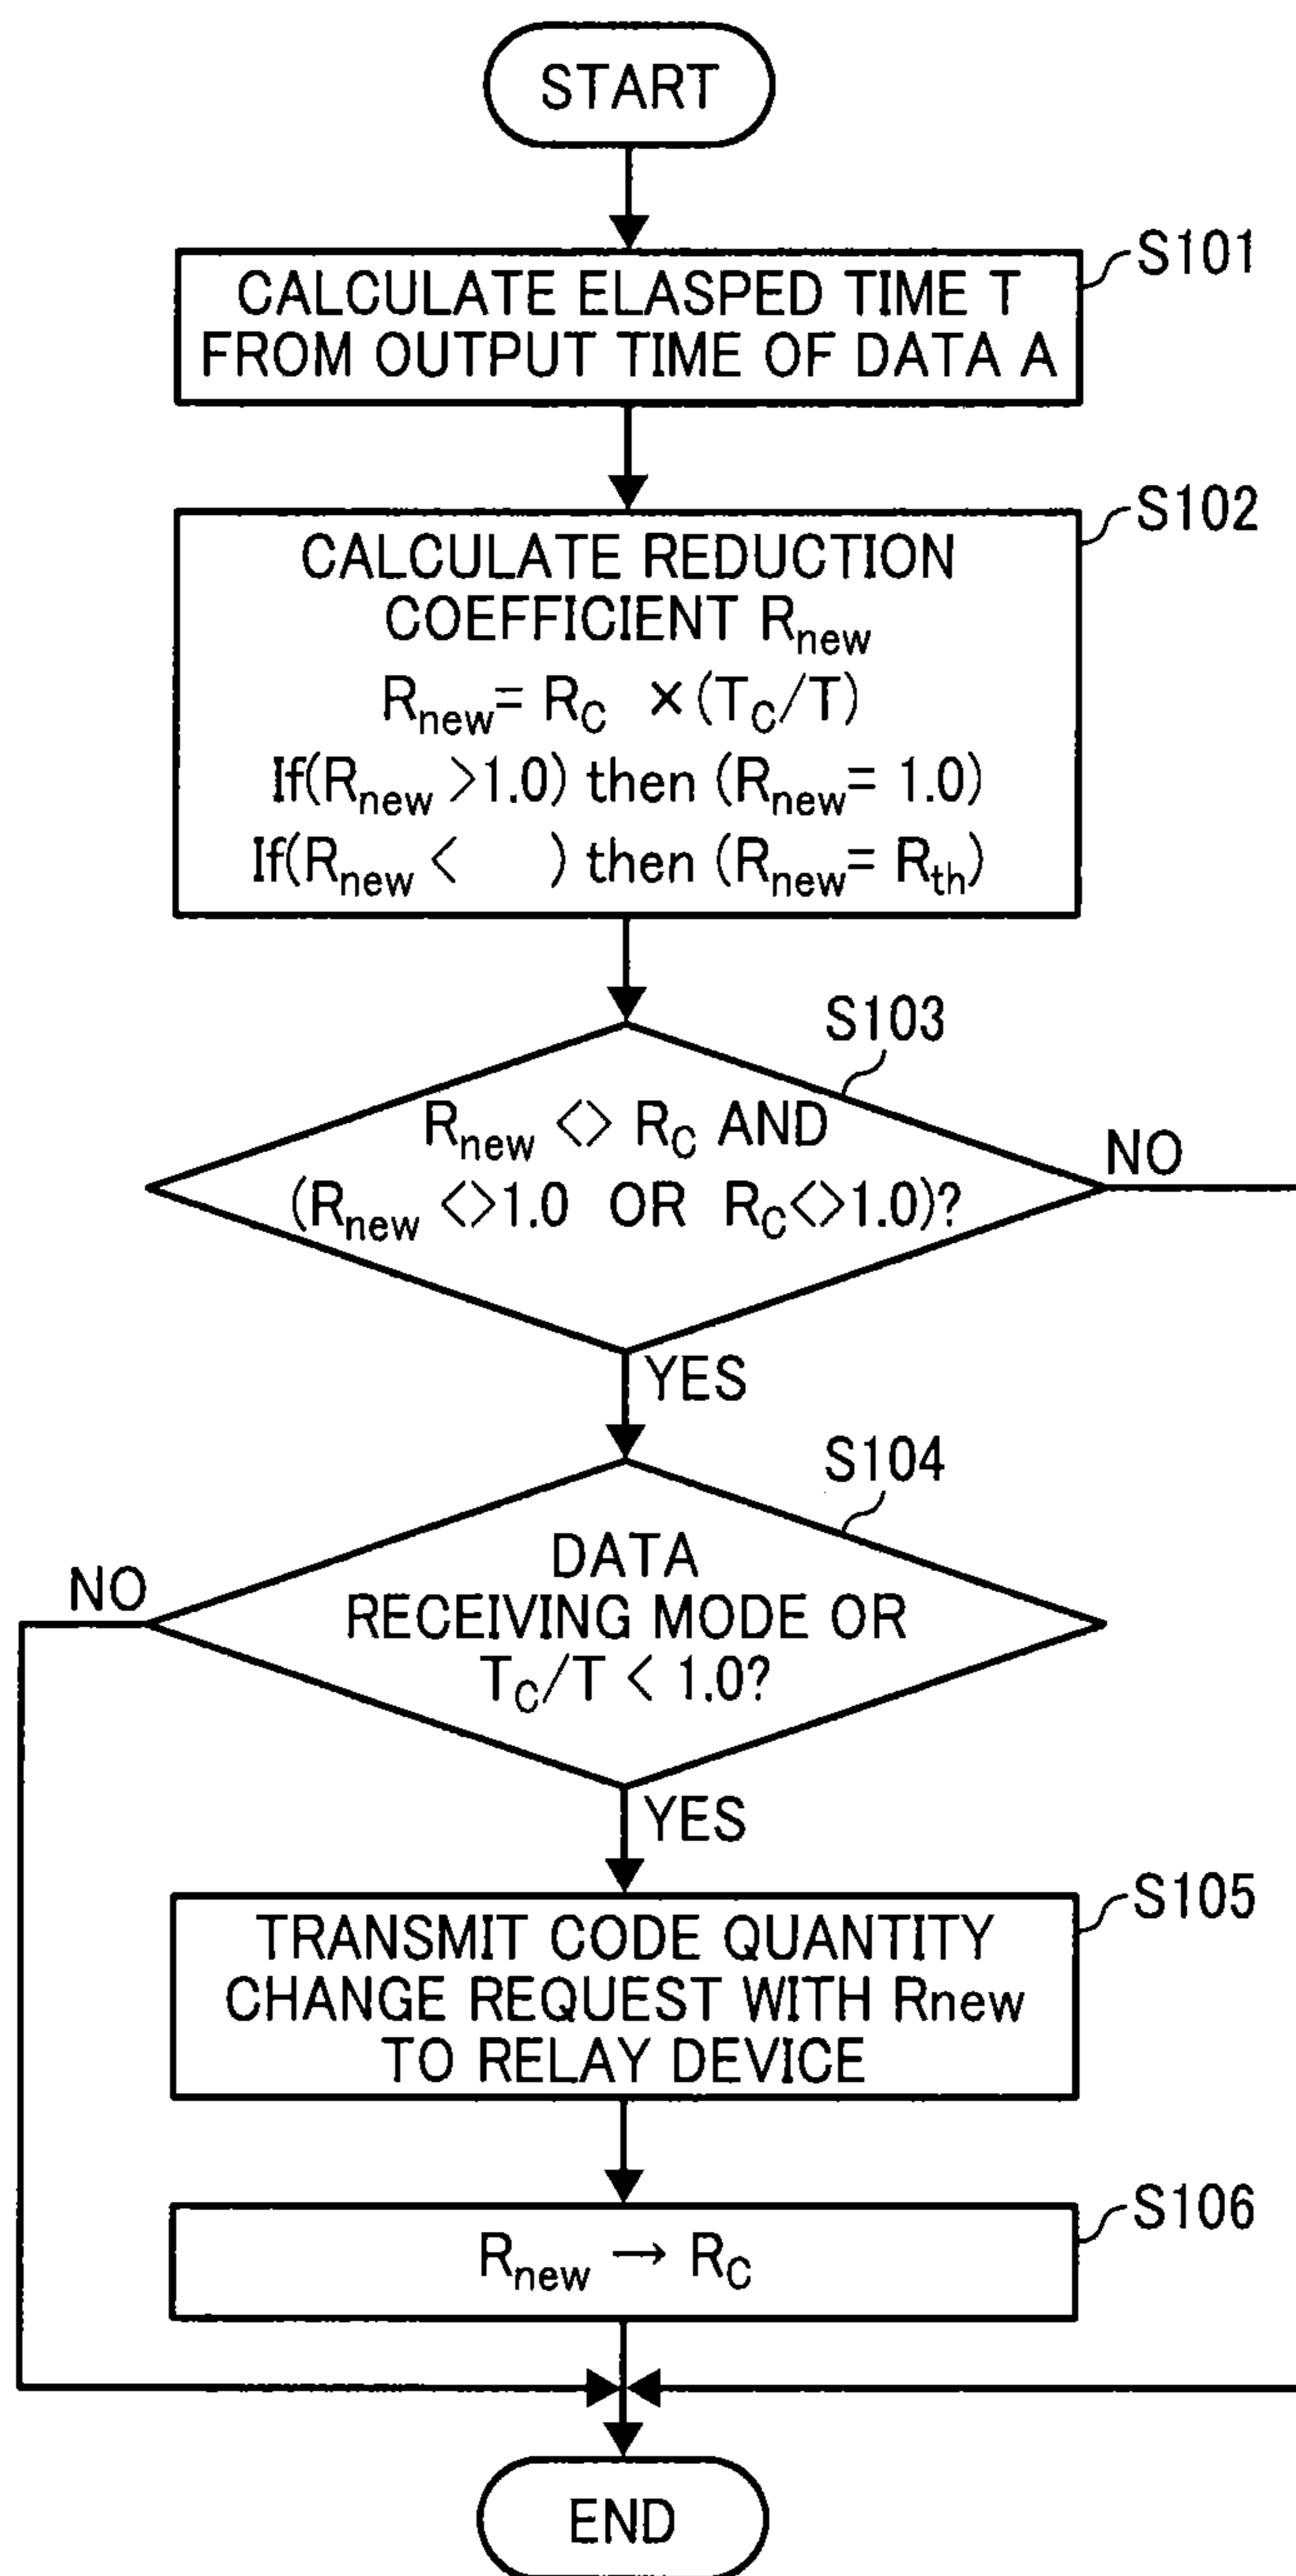 START
S101
CALCULATE ELASPED TIME T
FROM OUTPUT TIME OF DATA A
S102
CALCULATE REDUCTION
COEFFICIENT Rnew
Rnew= RC ×(TC/T)
If(Rnew >1.0) then (Rnew= 1.0)
If(Rnew < ) then (Rnew= Rth)
S103
Rnew <> RC AND
(Rnew <>1.0 OR RC<>1.0)?
NO
YES
S104
DATA
RECEIVING MODE OR
TC/T < 1.0?
NO
YES
S105
TRANSMIT CODE QUANTITY
CHANGE REQUEST WITH Rnew
TO RELAY DEVICE
S106
Rnew → RC
END